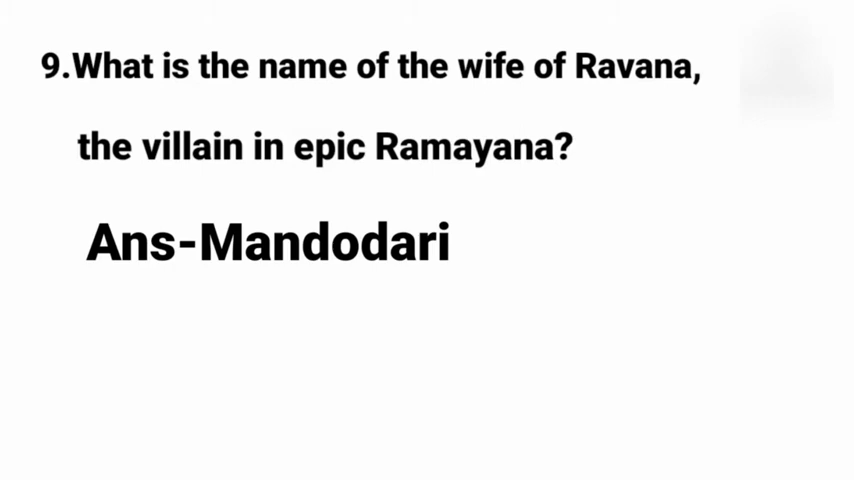 9.What is the name of the wife of Ravana,
the villain in epic Ramayana?
Ans-Mandodari